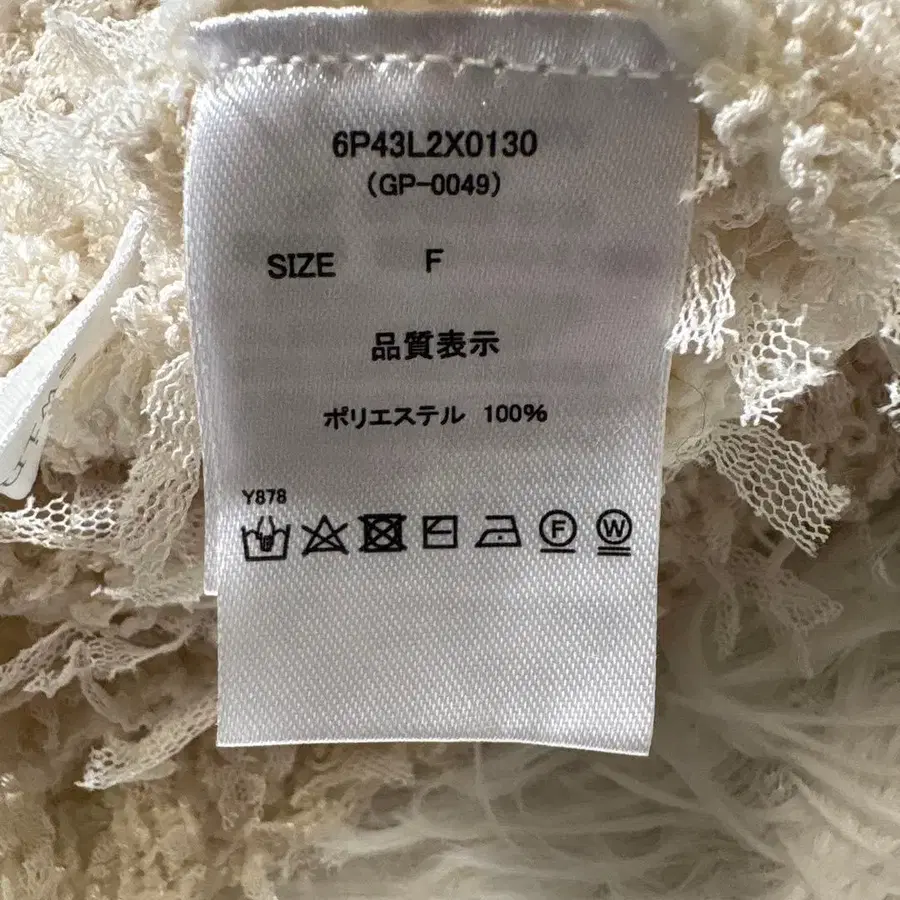 6P43L2X0130
(GP-0049)
SIZE F
品質表示
ポリエステル 100%
Y878
F W